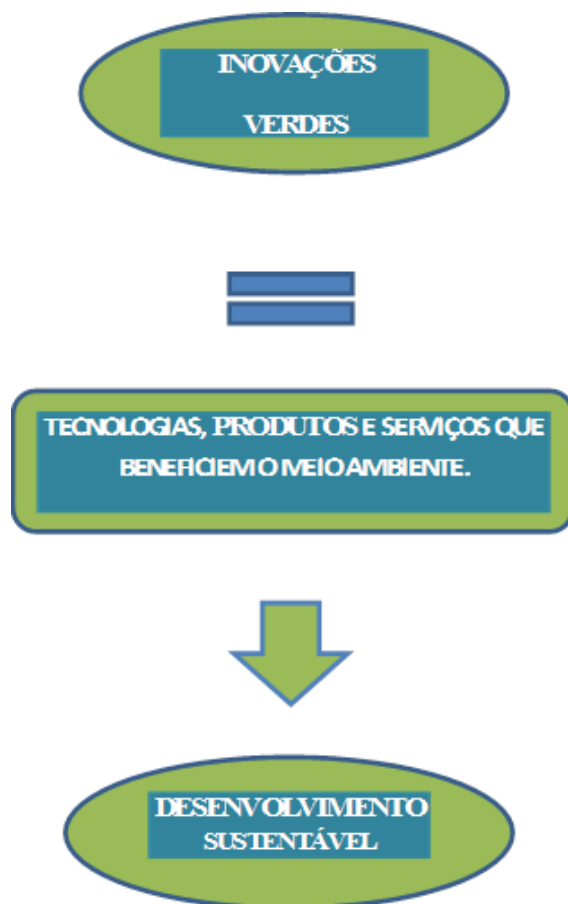 INOVAÇÕES
VERDES
TECNOLOGIAS, PRODUTOS E SERVIÇOS QUE
BENEFICIEM O MEIO AMBIENTE.
DESENVOLVIMENTO
SUSTENTÁVEL